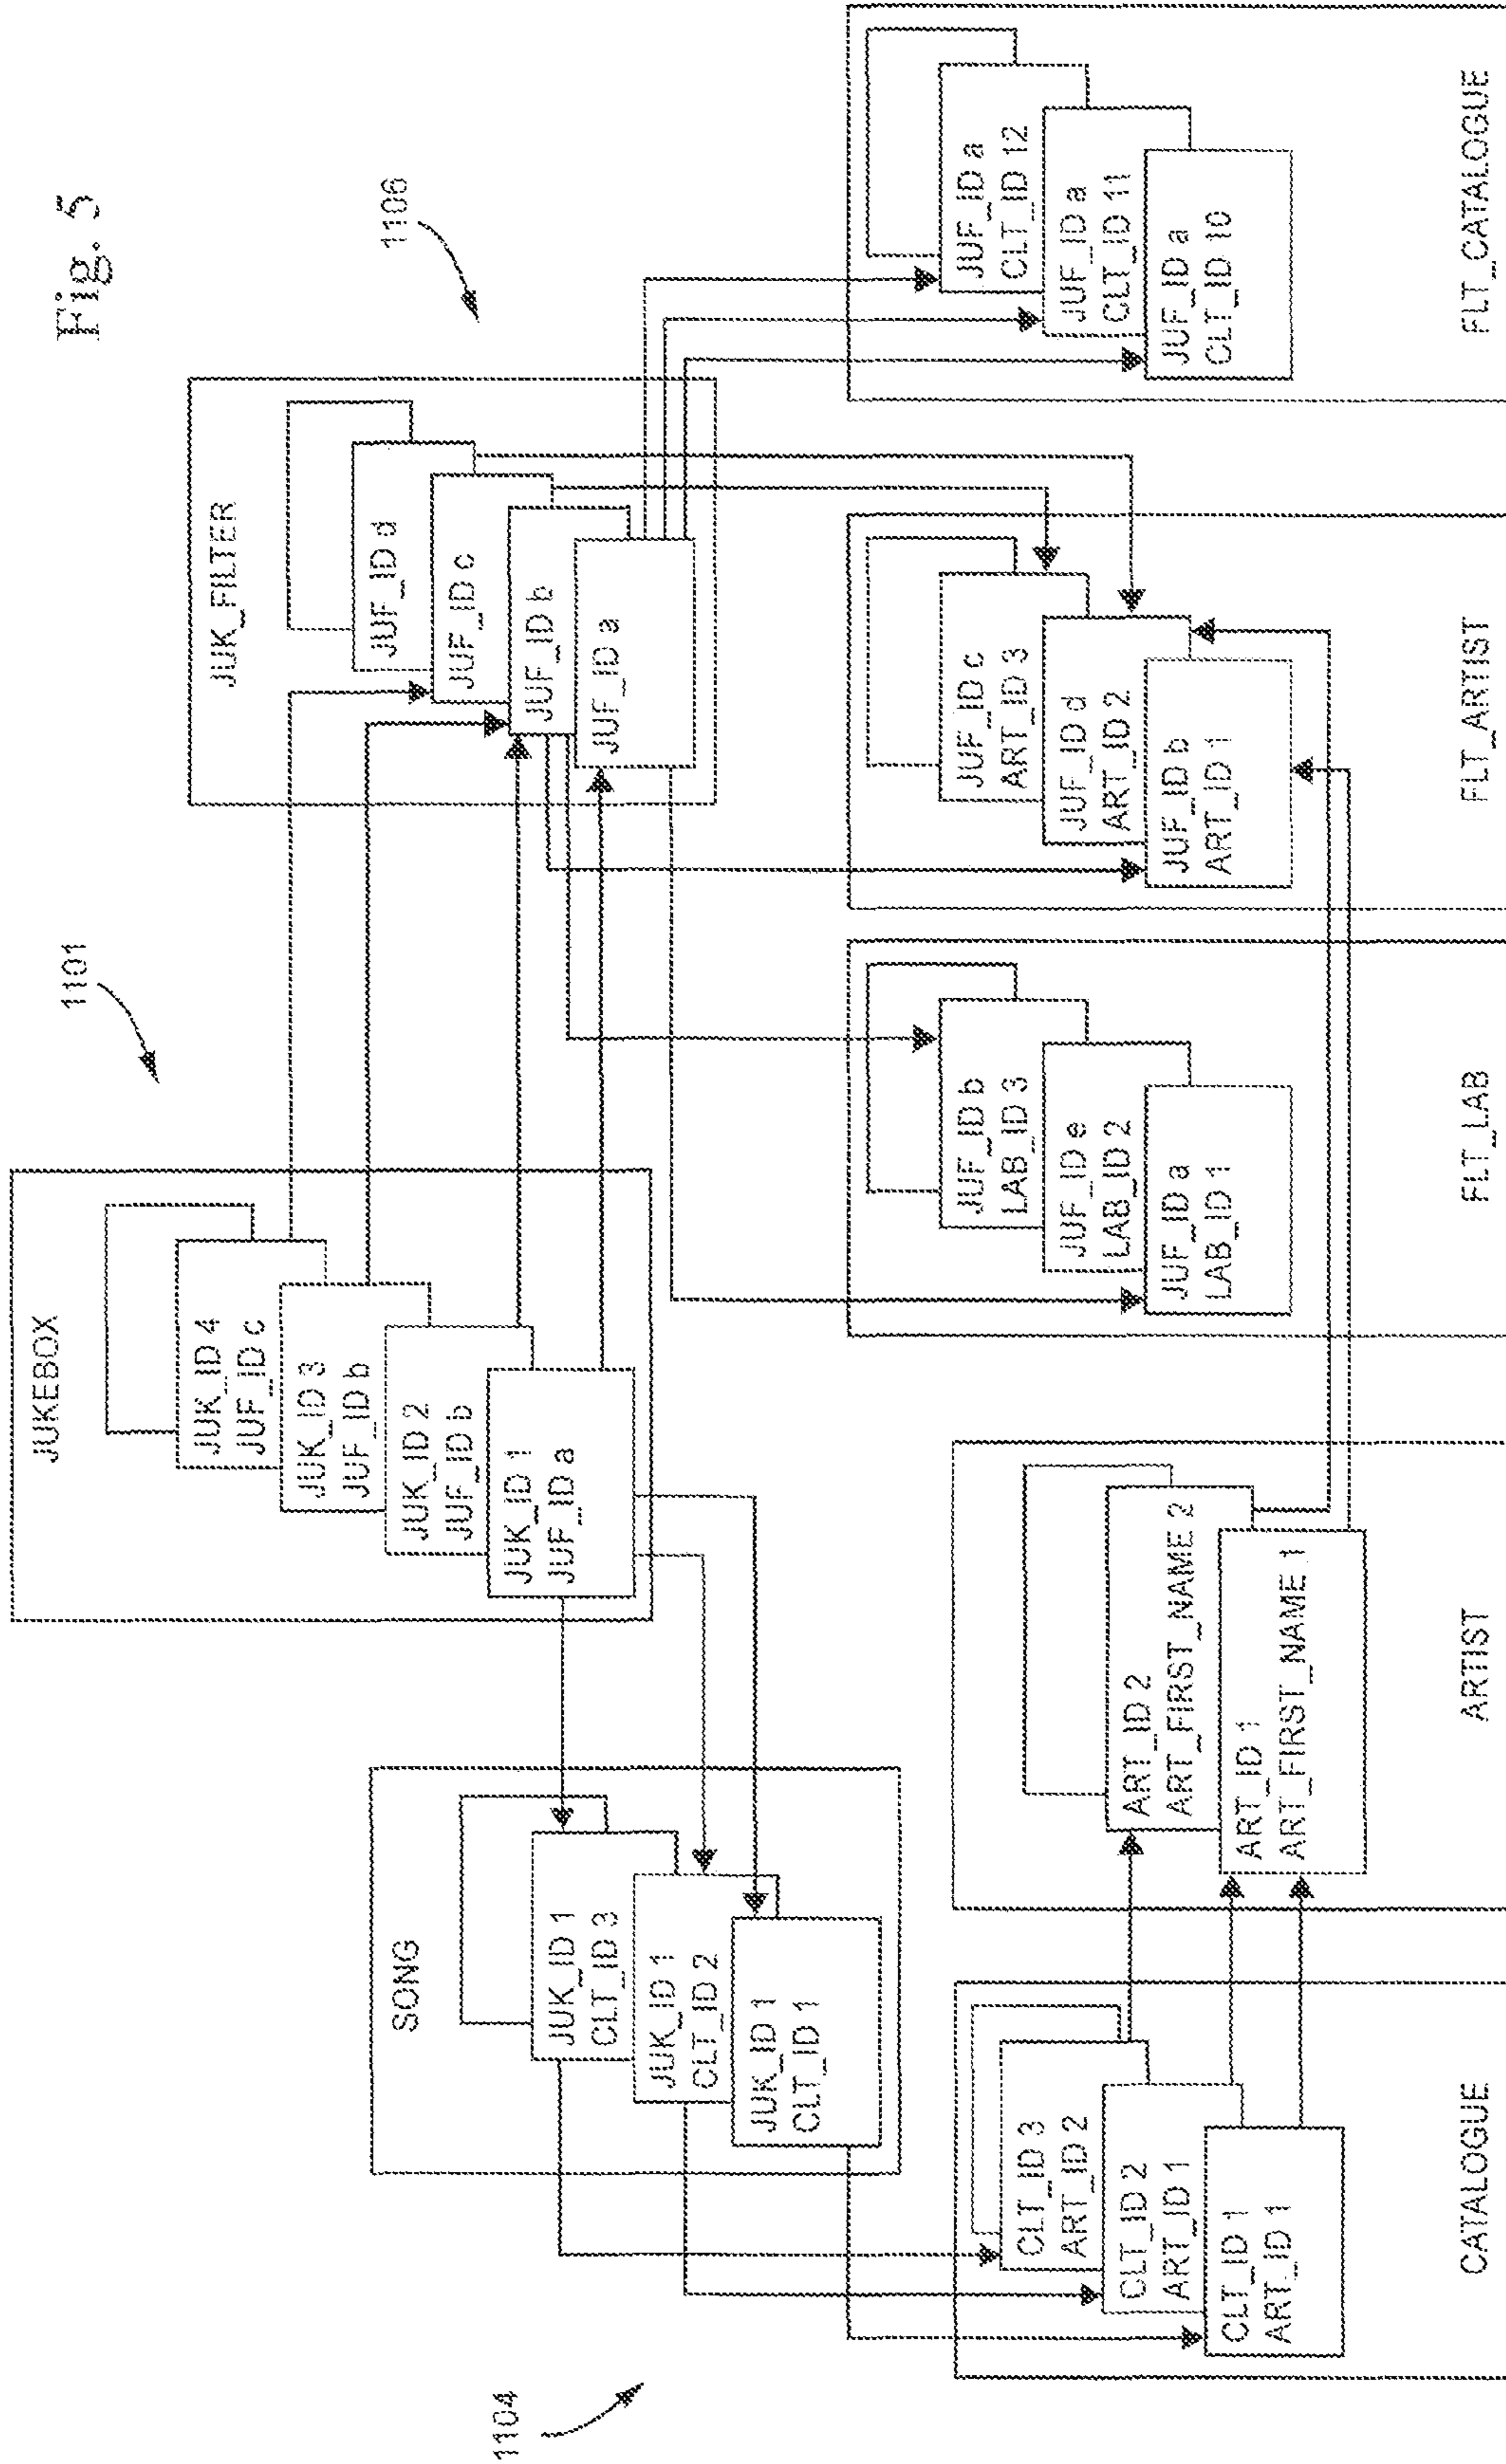 Fig. 5
1101
1106
1104
JUKEBOX
JUK_ID 4
JUF_ID c
JUK_ID 3
JUF_ID b
JUK_ID 2
JUF_ID b
JUK_ID 1
JUF_ID a
JUK_FILTER
JUF_ID d
JUF_ID c
JUF_ID b
JUF_ID a
SONG
JUK_ID 1
CLT_ID 3
JUK_ID 1
CLT_ID 2
JUK_ID 1
CLT_ID 1
CLT_ID 3
ART_ID 2
CLT_ID 2
ART_ID 1
CLT_ID 1
ART_ID 1
CATALOGUE
ART_ID 2
ART_FIRST_NAME 2
ART_ID 1
ART_FIRST_NAME 1
ARTIST
JUF_ID b
LAB_ID 3
JUF_ID e
LAB_ID 2
JUF_ID a
LAB_ID 1
FLT_LAB
JUF_ID c
ART_ID 3
JUF_ID d
ART_ID 2
JUF_ID b
ART_ID 1
FLT_ARTIST
JUF_ID a
CLT_ID 12
JUF_ID a
CLT_ID 11
JUF_ID a
CLT_ID 10
FLT_CATALOGUE